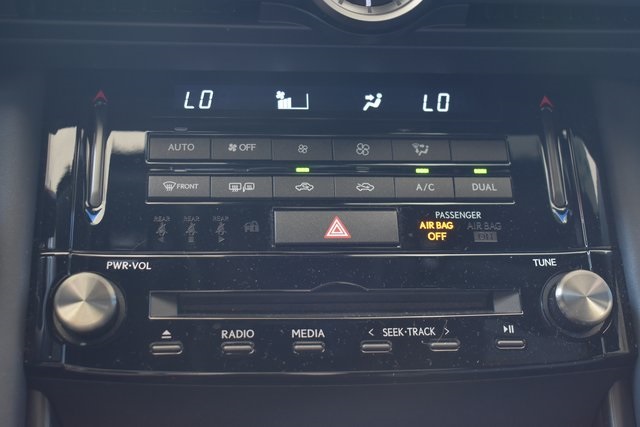 LO LO
AUTO OFF
FRONT A/C DUAL
REAR REAR REAR PASSENGER
AIR BAG AIR BAG
OFF
PWR•VOL TUNE
RADIO MEDIA < SEEK•TRACK >